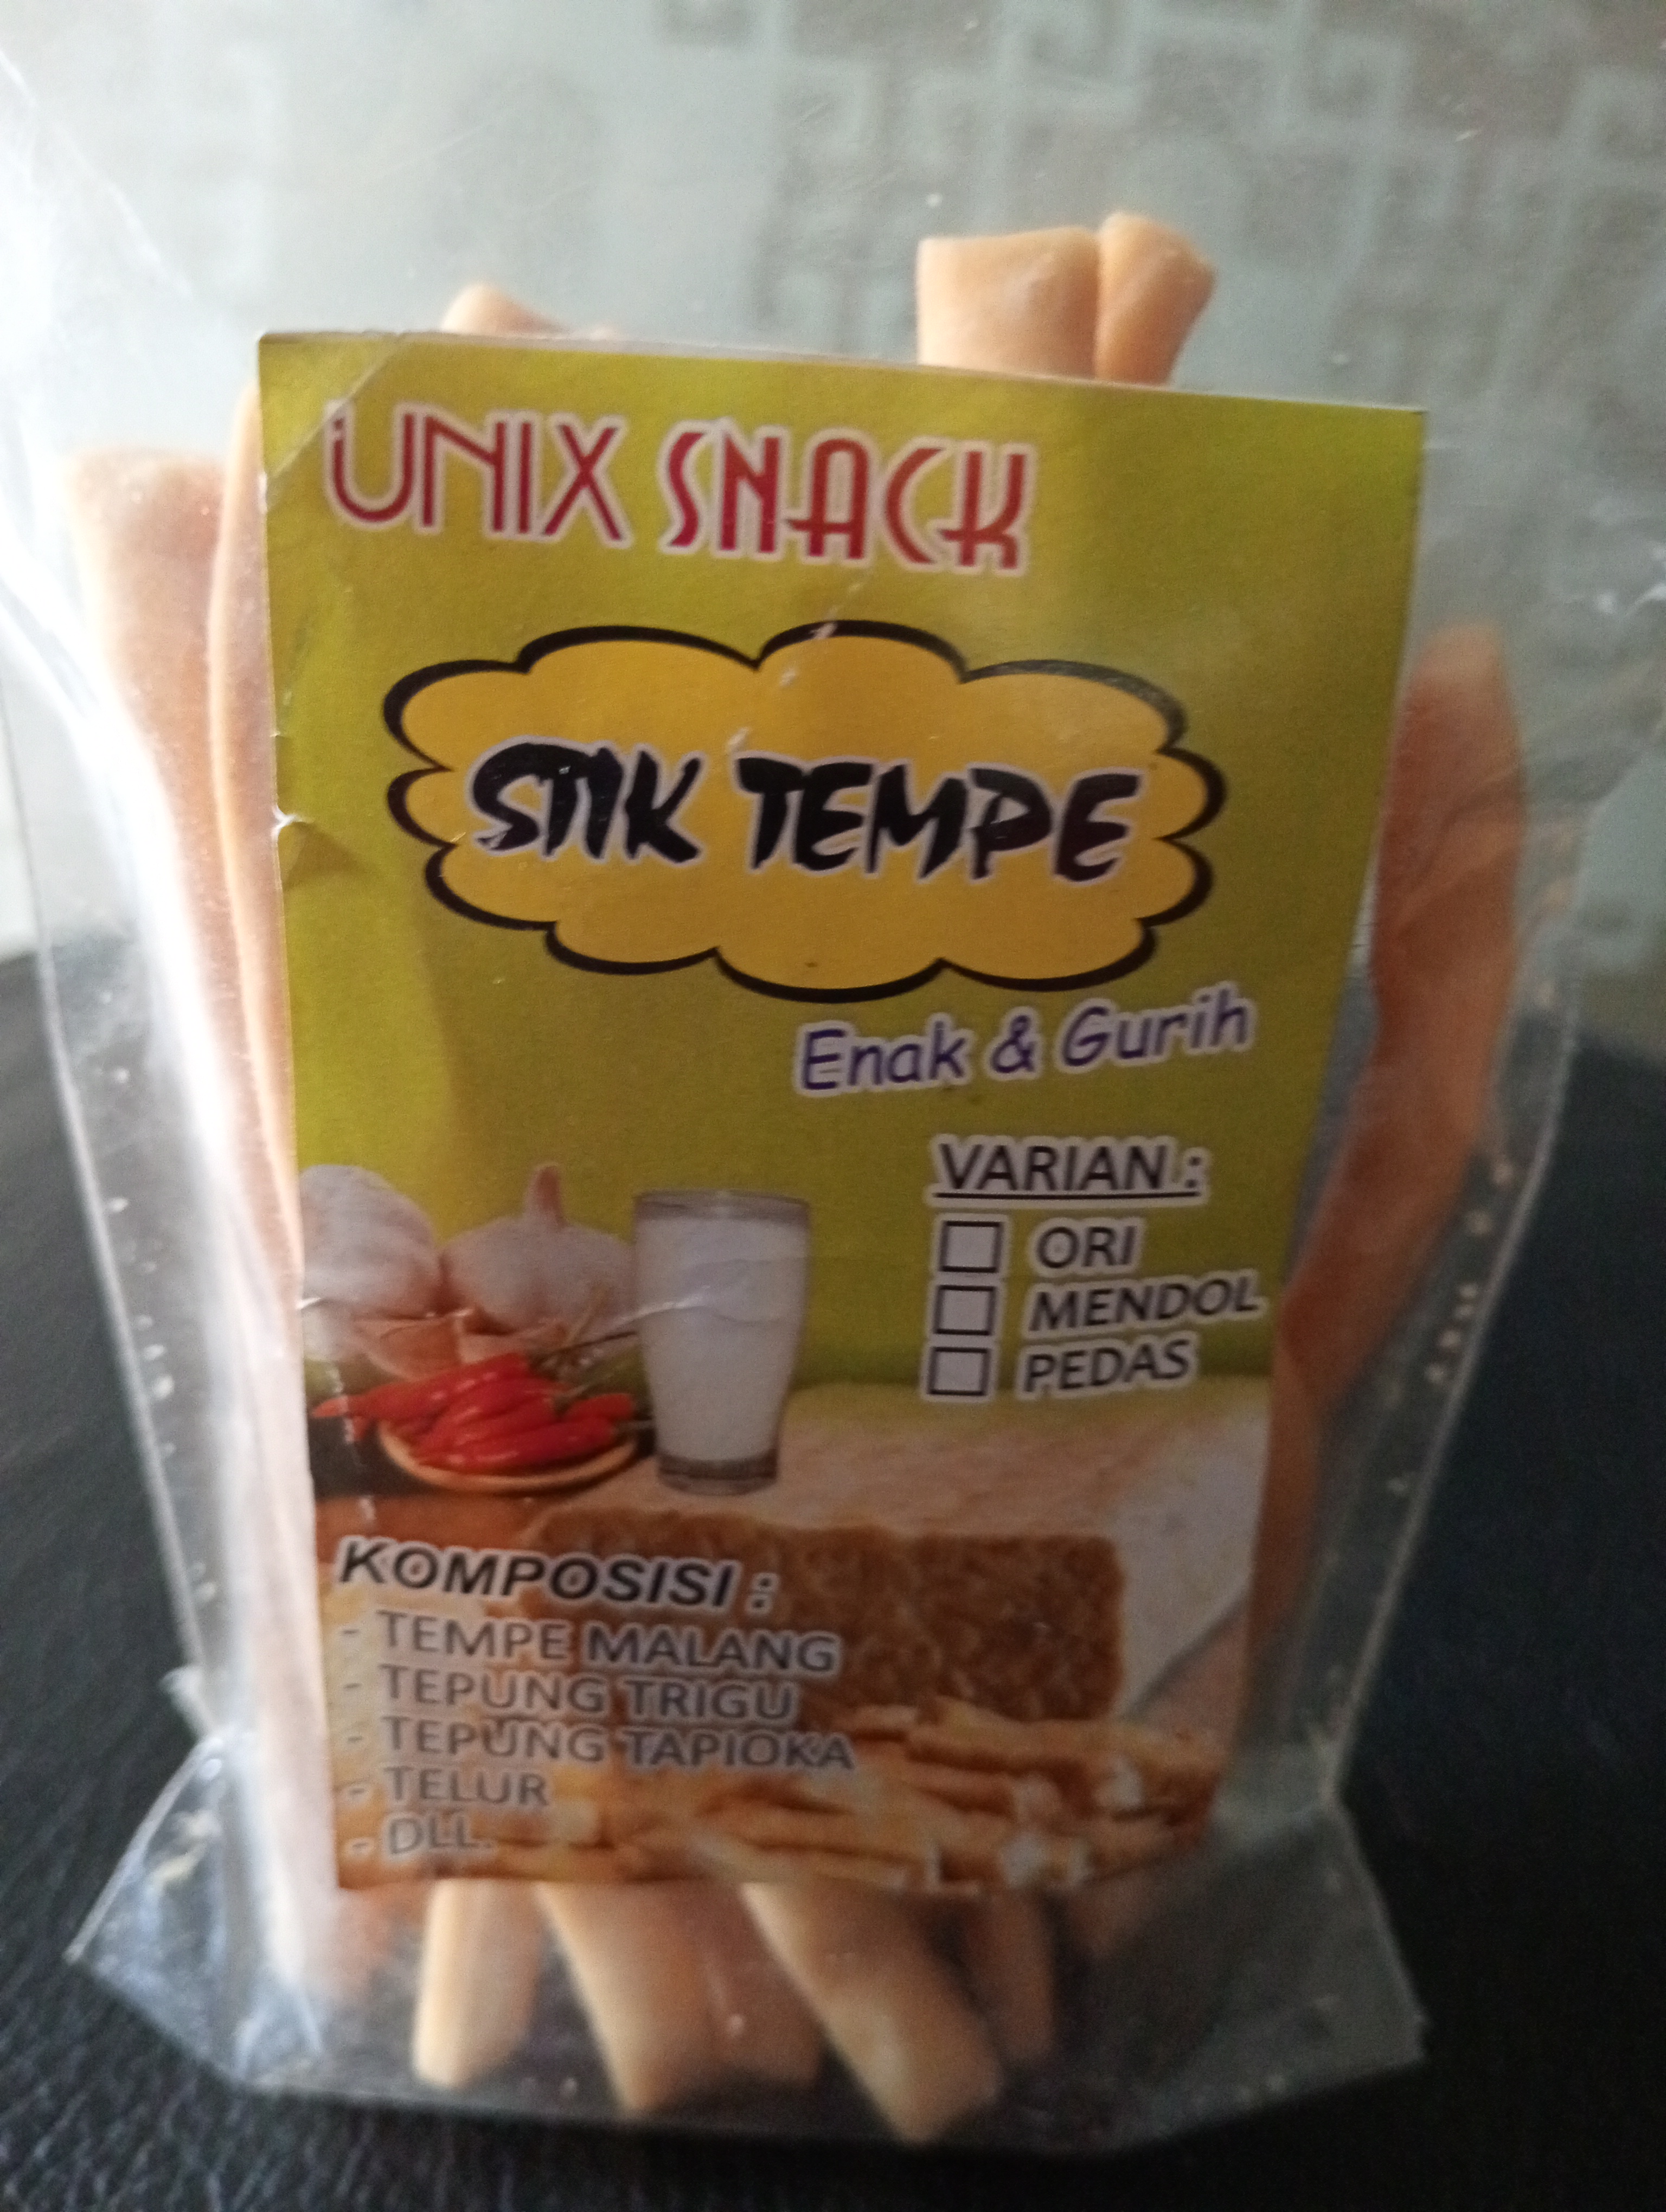 UNIX SNACK
STIK TEMPE
Enak & Gurih
VARIAN :
ORI
MENDOL
PEDAS
KOMPOSISI :
- TEMPE MALANG
- TEPUNG TRIGU
- TEPUNG TAPIOKA
- TELUR
- DLL.